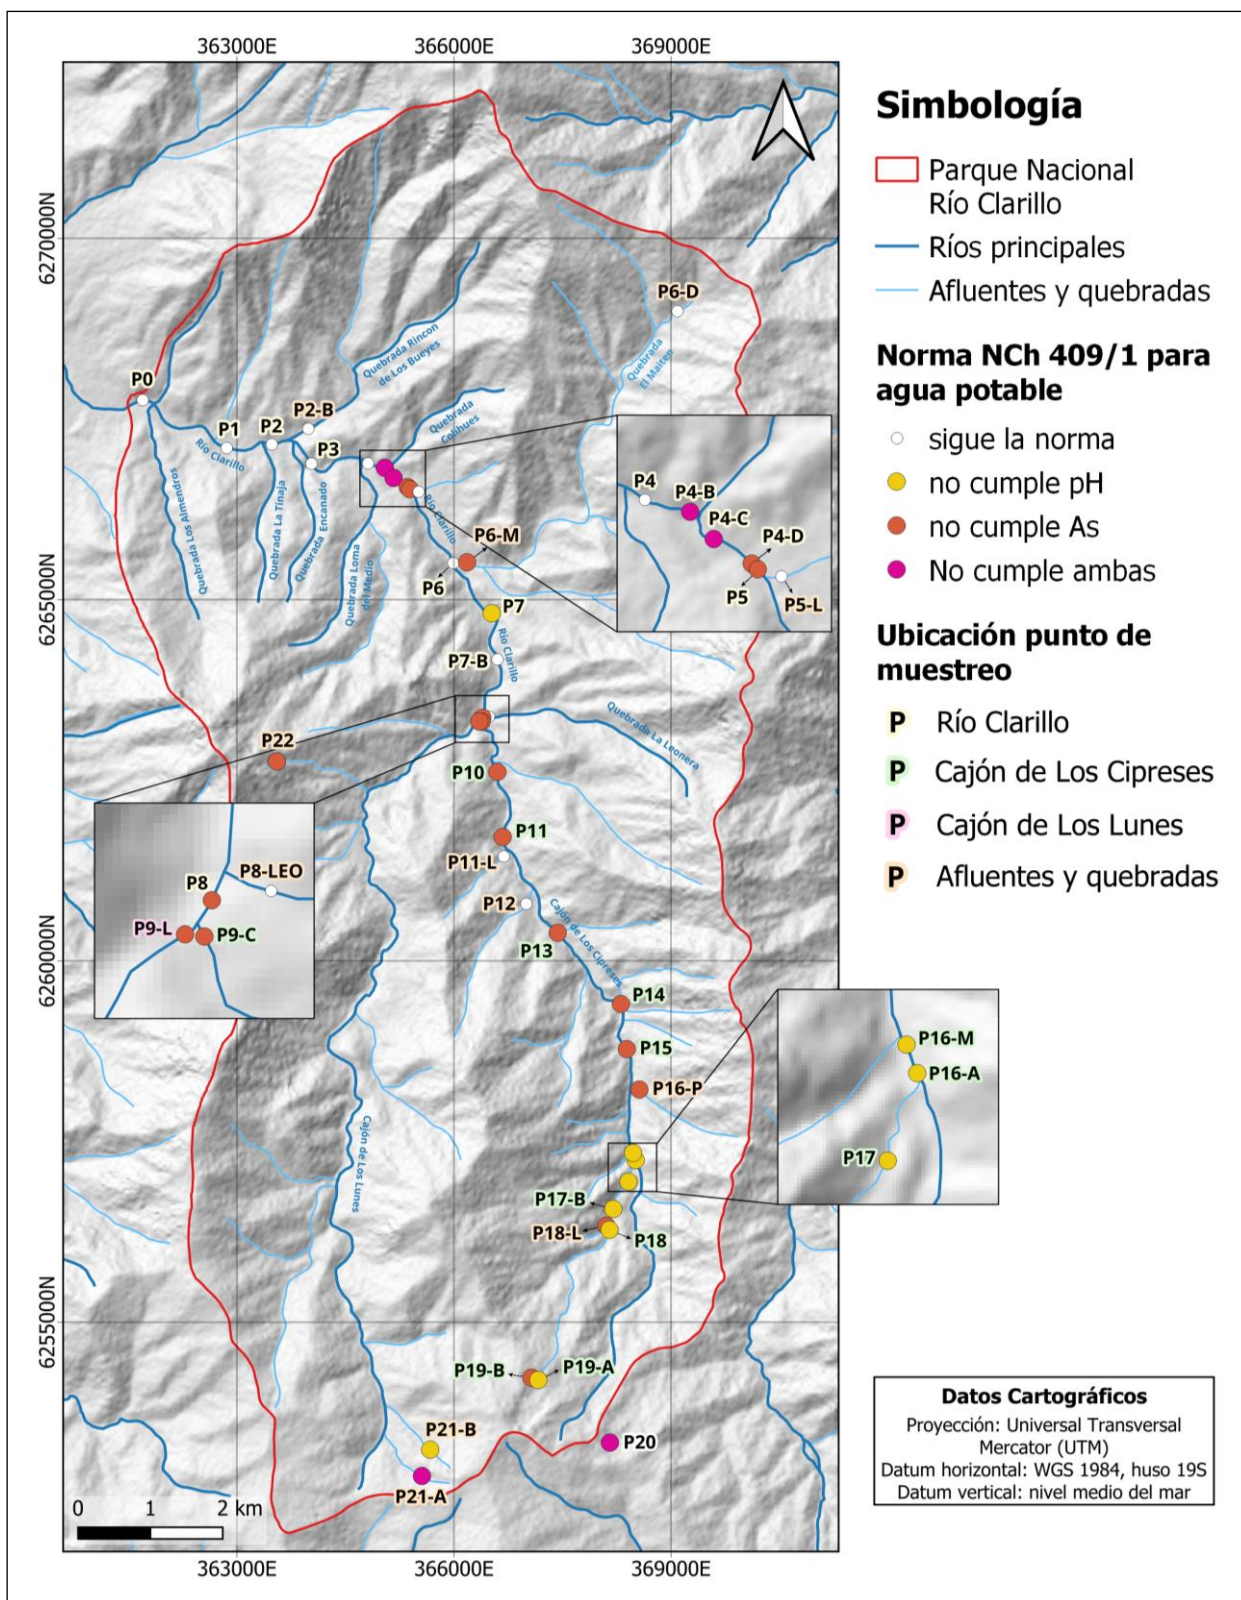 363000E
366000E
369000E
6270000N
6265000N
6260000N
6255000N
P6-D
Quebrada
El Maiten
Quebrada Rincon
de Los Bueyes
P0
P1
P2
P2-B
P3
Río Clarillo
Quebrada
Colihues
Quebrada Los Almendros
Quebrada La Tinaja
Quebrada Encanado
Quebrada Loma
del Medio
Río Clarillo
P6-M
P6
P4
P4-B
P4-C
P4-D
P5
P5-L
P7
Río Clarillo
P7-B
Quebrada La Leonera
P22
P10
P11
P11-L
P12
Cajón de Los Cipreses
P13
P8-LEO
P8
P9-L
P9-C
P14
P15
P16-P
P16-M
P16-A
P17
Cajón de Los Lunes
P17-B
P18-L
P18
P19-B
P19-A
P21-B
P20
P21-A
0 1 2 km
363000E
366000E
369000E
Simbología
Parque Nacional
Río Clarillo
Ríos principales
Afluentes y quebradas
Norma NCh 409/1 para
agua potable
sigue la norma
no cumple pH
no cumple As
No cumple ambas
Ubicación punto de
muestreo
P Río Clarillo
P Cajón de Los Cipreses
P Cajón de Los Lunes
P Afluentes y quebradas
Datos Cartográficos
Proyección: Universal Transversal
Mercator (UTM)
Datum horizontal: WGS 1984, huso 19S
Datum vertical: nivel medio del mar